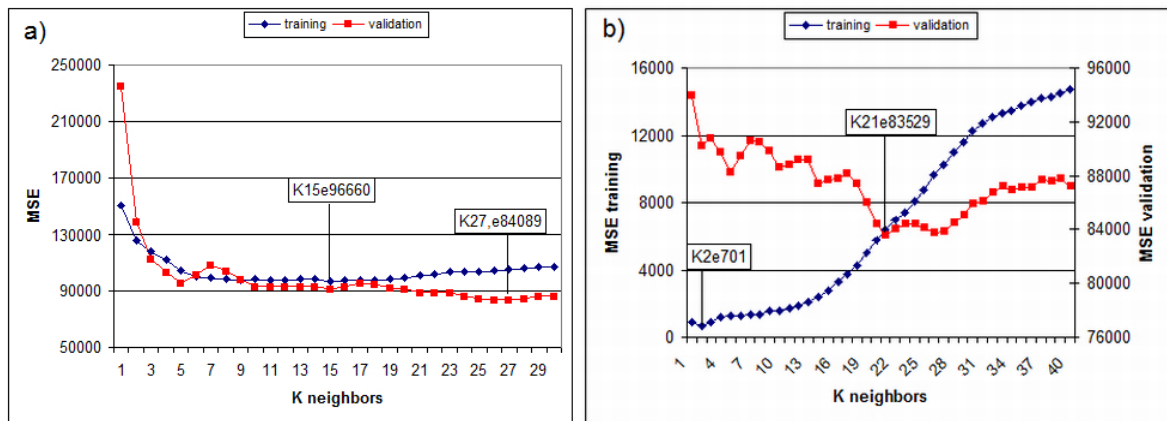 a)
training validation
MSE
250000
210000
170000
130000
90000
50000
K15e96660
K27,e84089
1 3 5 7 9 11 13 15 17 19 21 23 25 27 29
K neighbors
b)
training validation
MSE training
16000
12000
8000
4000
0
K21e83529
K2e701
96000
92000
88000
84000
80000
76000
MSE validation
1 4 7 10 13 16 19 22 25 28 31 34 37 40
K neighbors